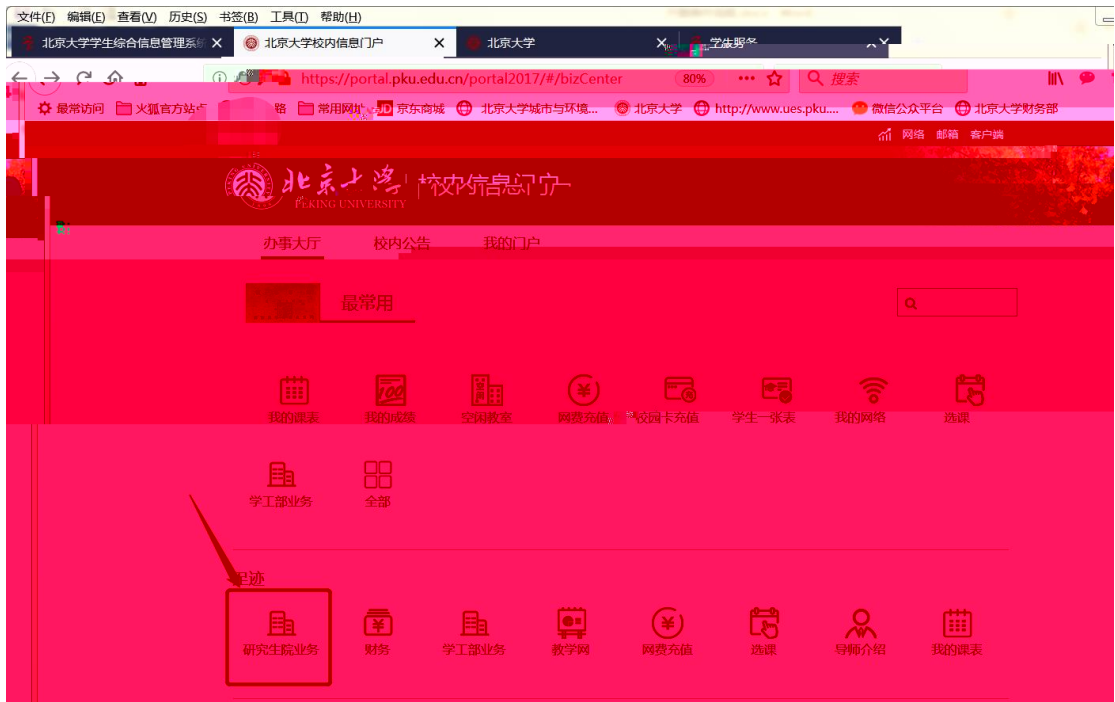 文件(F) 编辑(E) 查看(V) 历史(S) 书签(B) 工具(T) 帮助(H)
北京大学学生综合信息管理系统 北京大学校内信息门户 北京大学
https://portal.pku.edu.cn/portal2017/#/bizCenter 80% 搜索
最常访问 火狐官方站点 常用网址 JD 京东商城 北京大学城市与环境... 北京大学 http://www.ues.pku.... 微信公众平台 北京大学财务部
网络 邮箱 客户端
北京大学 校内信息门户
PEKING UNIVERSITY
办事大厅 校内公告 我的门户
最常用
100
我的课表 我的成绩 空闲教室 网费充值 校园卡充值 学生一张表 我的网络 选课
学工部业务 全部
足迹
研究生院业务 财务 学工部业务 教学网 网费充值 选课 导师介绍 我的课表